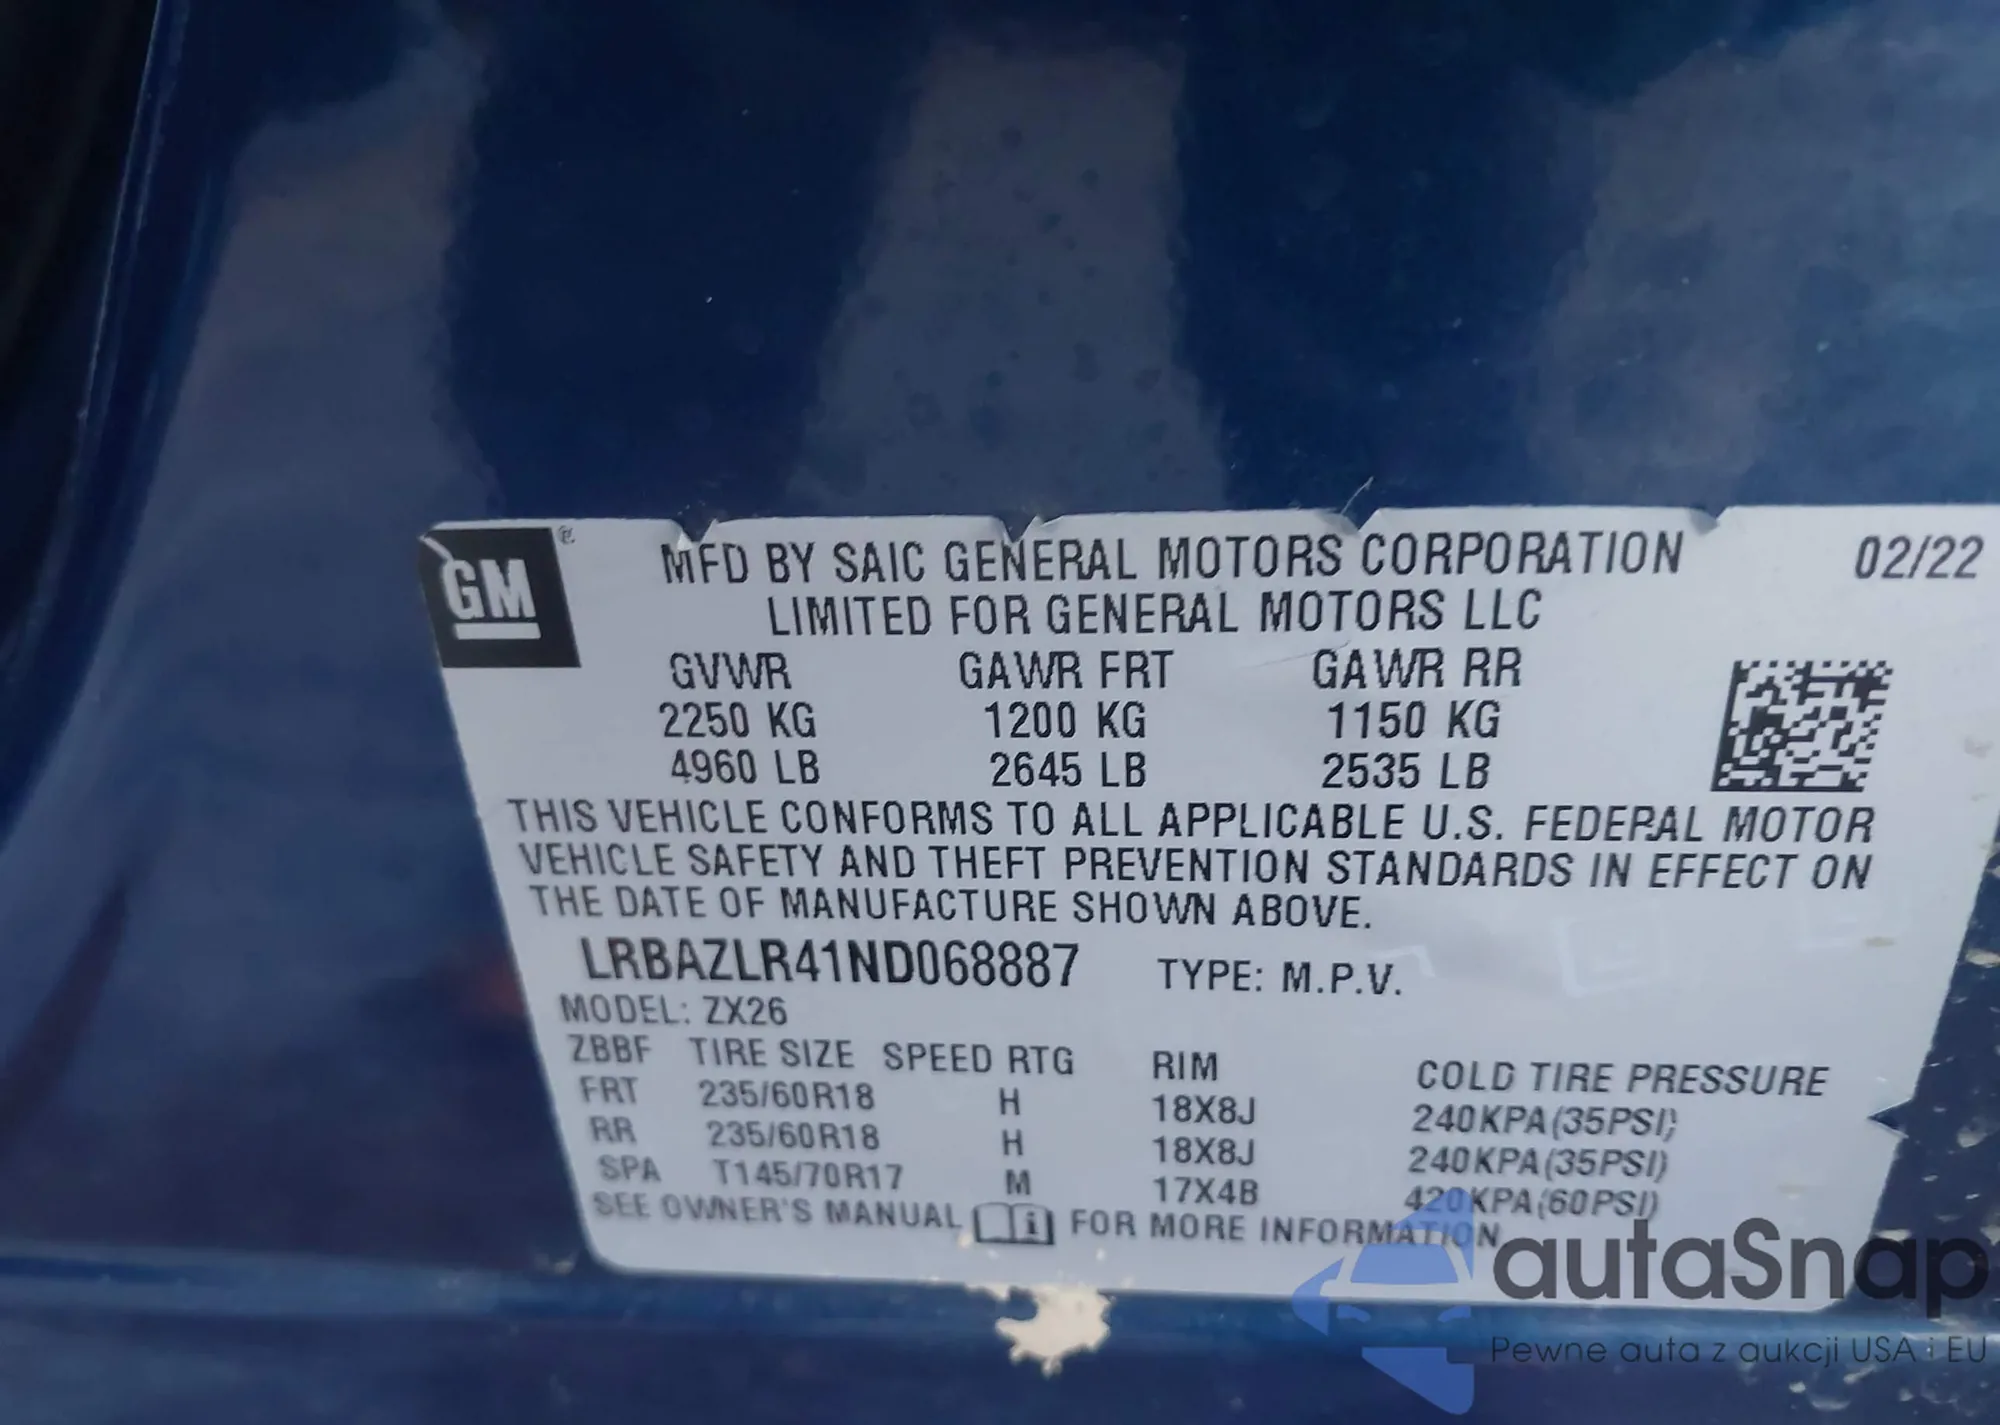 GM ®
MFD BY SAIC GENERAL MOTORS CORPORATION 02/22
LIMITED FOR GENERAL MOTORS LLC
GVWR GAWR FRT GAWR RR
2250 KG 1200 KG 1150 KG
4960 LB 2645 LB 2535 LB
THIS VEHICLE CONFORMS TO ALL APPLICABLE U.S. FEDERAL MOTOR
VEHICLE SAFETY AND THEFT PREVENTION STANDARDS IN EFFECT ON
THE DATE OF MANUFACTURE SHOWN ABOVE.
LRBAZLR41ND068887 TYPE: M.P.V.
MODEL: ZX26
ZBBF TIRE SIZE SPEED RTG RIM COLD TIRE PRESSURE
FRT 235/60R18 H 18X8J 240KPA(35PSI)
RR 235/60R18 H 18X8J 240KPA(35PSI)
SPA T145/70R17 M 17X4B 420KPA(60PSI)
SEE OWNER'S MANUAL i FOR MORE INFORMATION
autaSnap
Pewne auta z aukcji USA i EU